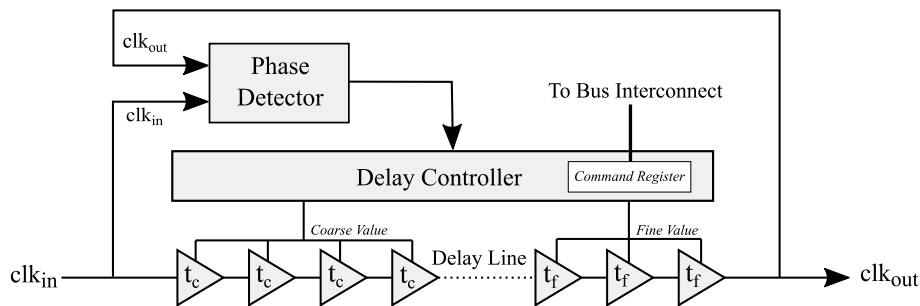 clk_out
Phase
Detector
clk_in
To Bus Interconnect
Delay Controller
Command Register
Coarse Value
Fine Value
clk_in
t_c
t_c
t_c
t_c
Delay Line
t_f
t_f
t_f
clk_out